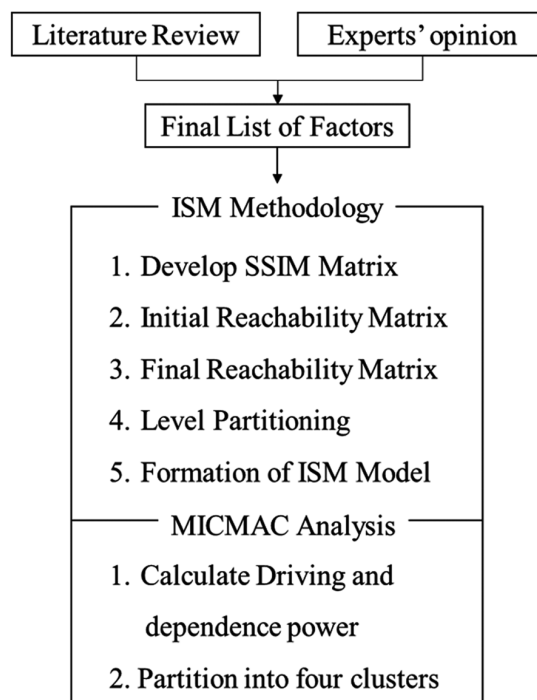 Literature Review
Experts’ opinion
Final List of Factors
ISM Methodology
1. Develop SSIM Matrix
2. Initial Reachability Matrix
3. Final Reachability Matrix
4. Level Partitioning
5. Formation of ISM Model
MICMAC Analysis
1. Calculate Driving and
dependence power
2. Partition into four clusters